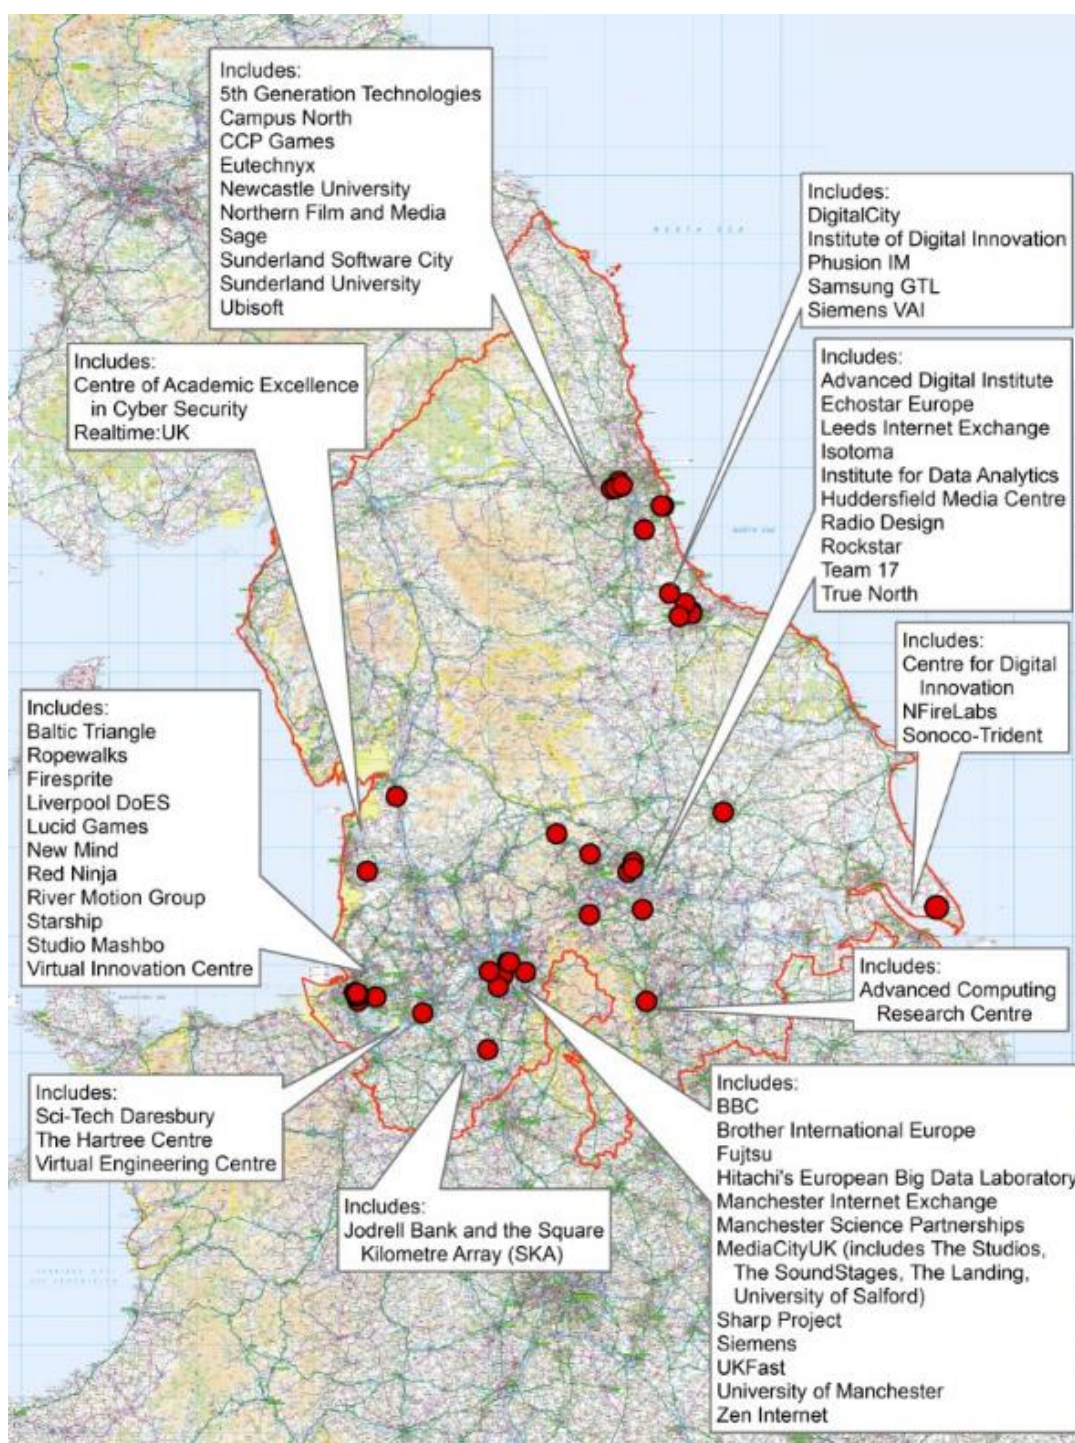 Includes:
5th Generation Technologies
Campus North
CCP Games
Eutechnyx
Newcastle University
Northern Film and Media
Sage
Sunderland Software City
Sunderland University
Ubisoft
Includes:
DigitalCity
Institute of Digital Innovation
Phusion IM
Samsung GTL
Siemens VAI
Includes:
Centre of Academic Excellence
in Cyber Security
Realtime:UK
Includes:
Advanced Digital Institute
Echostar Europe
Leeds Internet Exchange
Isotoma
Institute for Data Analytics
Huddersfield Media Centre
Radio Design
Rockstar
Team 17
True North
Includes:
Centre for Digital
Innovation
NFireLabs
Sonoco-Trident
Includes:
Baltic Triangle
Ropewalks
Firesprite
Liverpool DoES
Lucid Games
New Mind
Red Ninja
River Motion Group
Starship
Studio Mashbo
Virtual Innovation Centre
Includes:
Advanced Computing
Research Centre
Includes:
Sci-Tech Daresbury
The Hartree Centre
Virtual Engineering Centre
Includes:
Jodrell Bank and the Square
Kilometre Array (SKA)
Includes:
BBC
Brother International Europe
Fujtsu
Hitachi's European Big Data Laboratory
Manchester Internet Exchange
Manchester Science Partnerships
MediaCityUK (includes The Studios,
The SoundStages, The Landing,
University of Salford)
Sharp Project
Siemens
UKFast
University of Manchester
Zen Internet